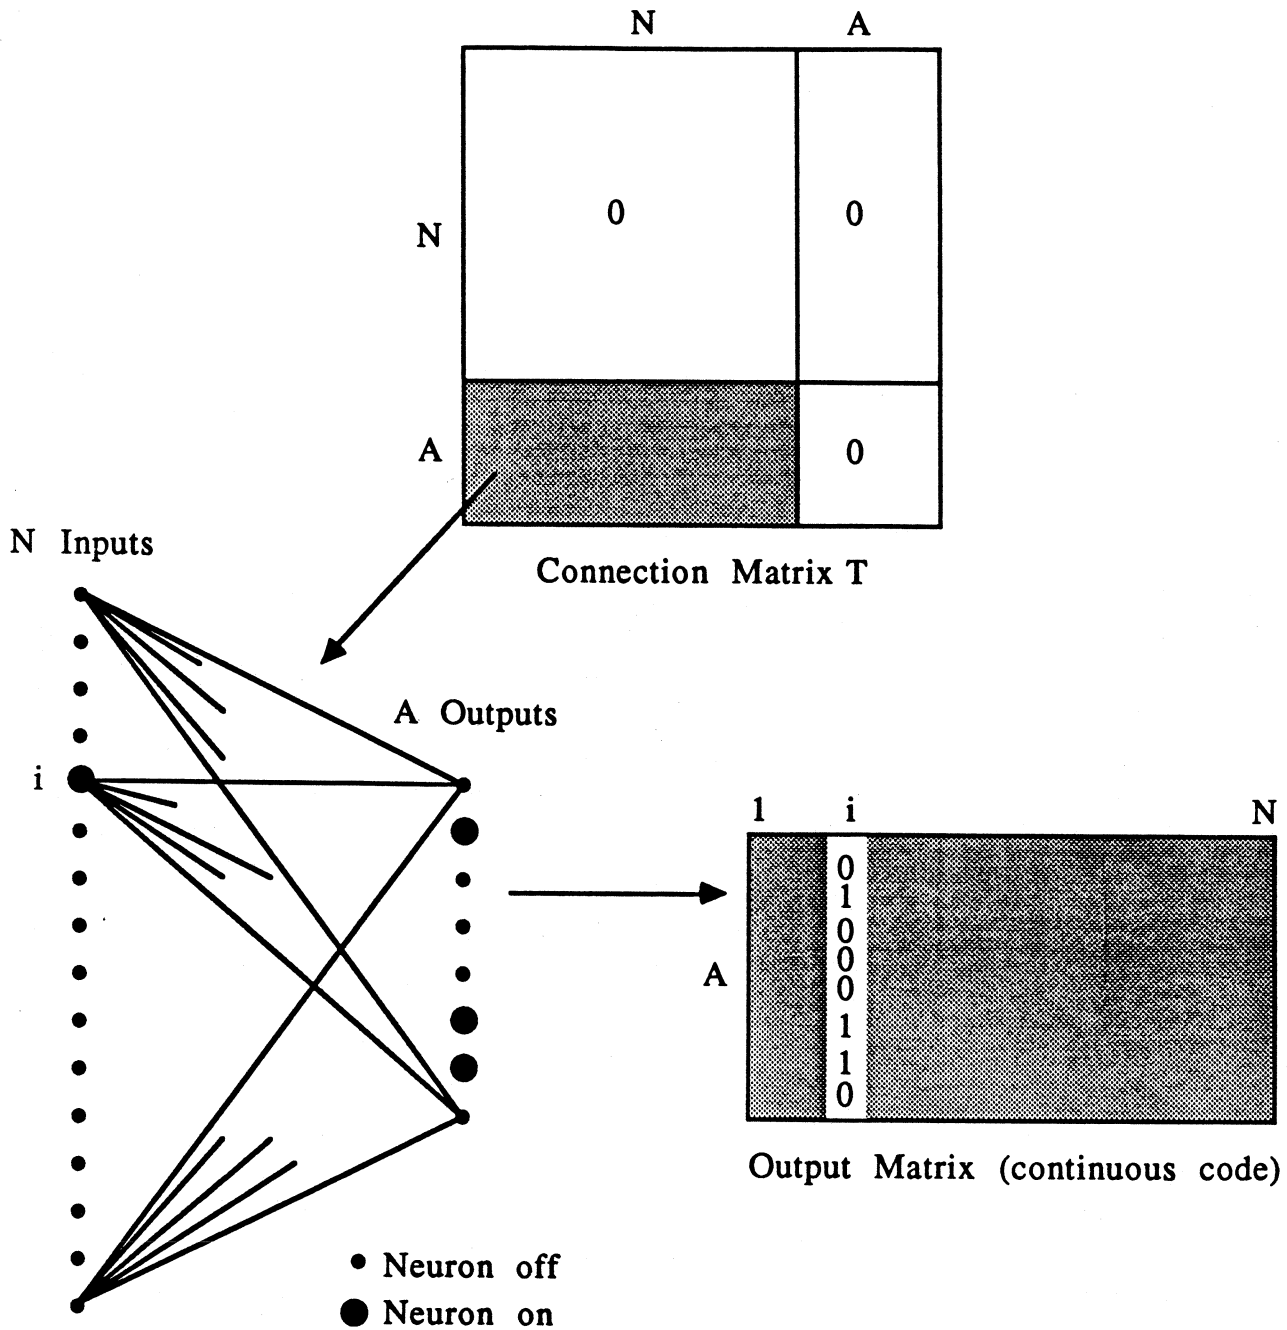 N A
0 0
N
A
0
Connection Matrix T
N Inputs
A Outputs
i
1 i N
0
1
0
0
0
1
1
0
A
Output Matrix (continuous code)
Neuron off
Neuron on